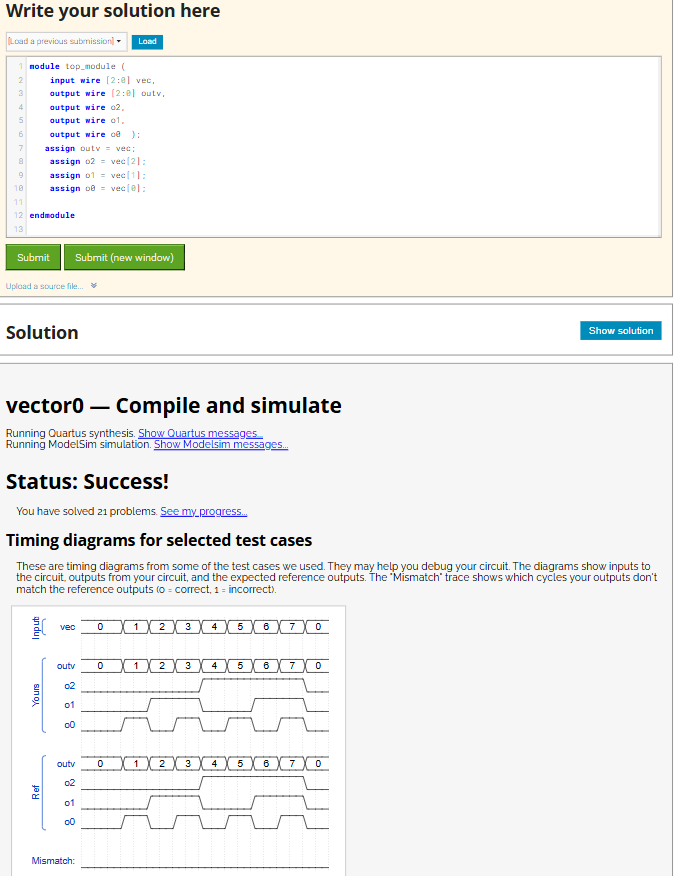 Write your solution here
[Load a previous submission]
Load
1 module top_module (
2 input wire [2:0] vec,
3 output wire [2:0] outv,
4 output wire o2,
5 output wire o1,
6 output wire o0 );
7 assign outv = vec;
8 assign o2 = vec[2];
9 assign o1 = vec[1];
10 assign o0 = vec[0];
11
12 endmodule
13
Submit Submit (new window)
Upload a source file...
Solution
Show solution
vector0 — Compile and simulate
Running Quartus synthesis. Show Quartus messages...
Running ModelSim simulation. Show Modelsim messages...
Status: Success!
You have solved 21 problems. See my progress...
Timing diagrams for selected test cases
These are timing diagrams from some of the test cases we used. They may help you debug your circuit. The diagrams show inputs to
the circuit, outputs from your circuit, and the expected reference outputs. The "Mismatch" trace shows which cycles your outputs don't
match the reference outputs (0 = correct, 1 = incorrect).
Input
vec 0 1 2 3 4 5 6 7 0
Yours
outv 0 1 2 3 4 5 6 7 0
o2
o1
o0
Ref
outv 0 1 2 3 4 5 6 7 0
o2
o1
o0
Mismatch: